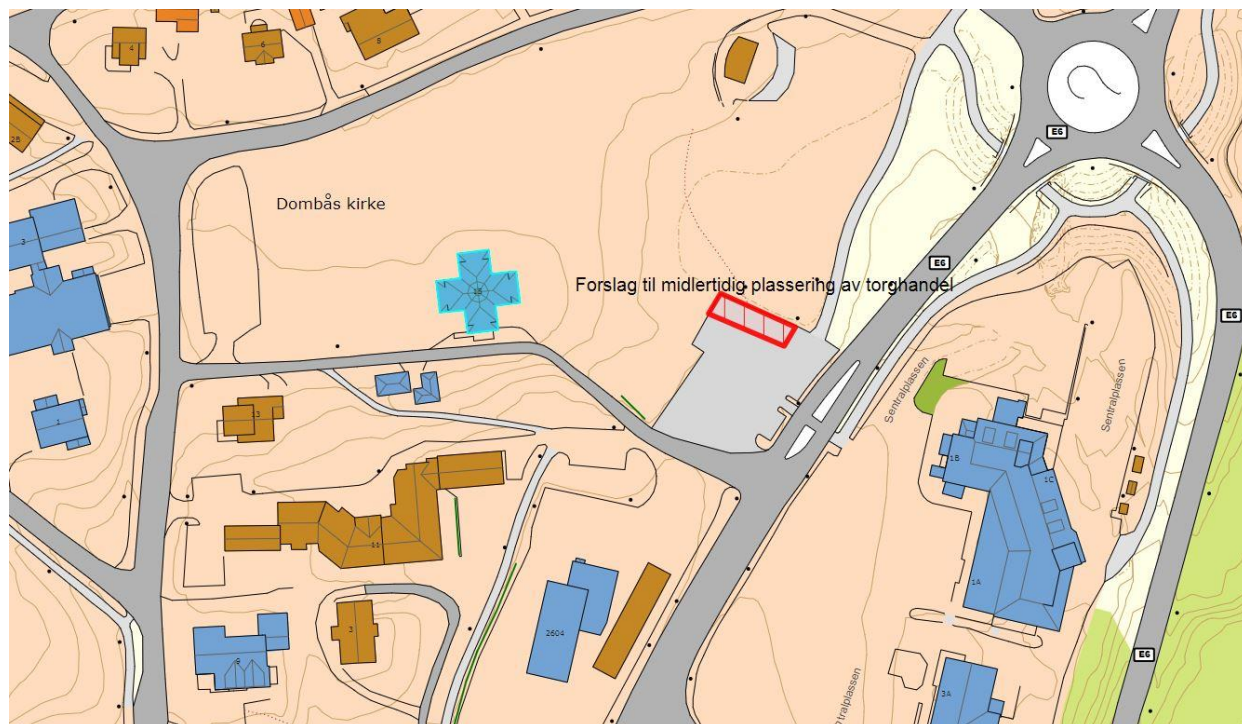 4
6
8
2B
E6
Dombås kirke
3
E6
Forslag til midlertidig plassering av torghandel
E6
Sentralplassen
Sentralplassen
13
1
1B
1C
11
1A
2604
3
9
E6
3A